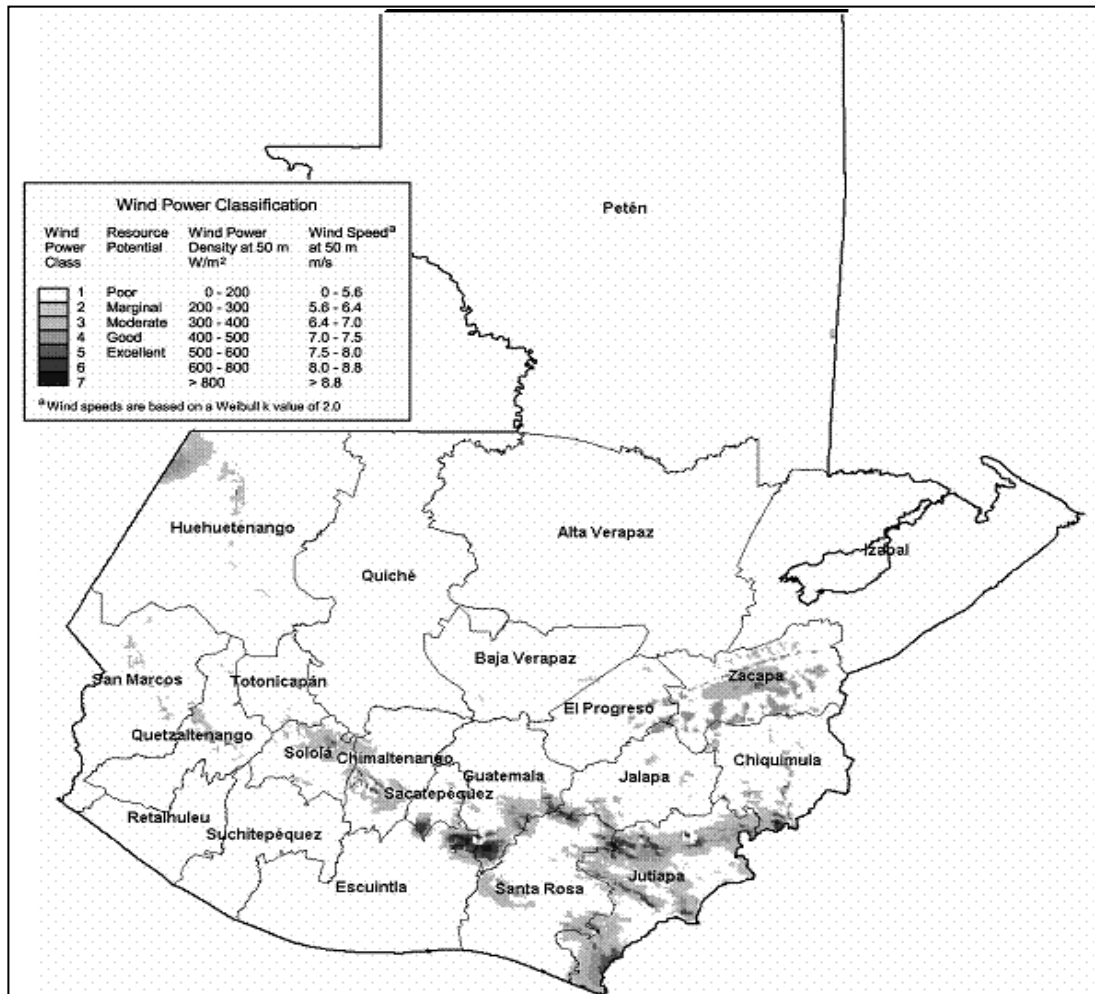 Petén
Wind Power Classification
Wind Power Class
Resource Potential
Wind Power Density at 50 m W/m²
Wind Speedª at 50 m m/s
1 Poor 0 - 200 0 - 5.6
2 Marginal 200 - 300 5.6 - 6.4
3 Moderate 300 - 400 6.4 - 7.0
4 Good 400 - 500 7.0 - 7.5
5 Excellent 500 - 600 7.5 - 8.0
6 600 - 800 8.0 - 8.8
7 > 800 > 8.8
ª Wind speeds are based on a Weibull k value of 2.0
Huehuetenango
Alta Verapaz
Izabal
Quiché
Baja Verapaz
San Marcos
Totonicapán
Zacapa
El Progreso
Quetzaltenango
Sololá
Chimaltenango
Chiquimula
Guatemala
Jalapa
Sacatepéquez
Retalhuleu
Suchitepéquez
Escuintla
Santa Rosa
Jutiapa